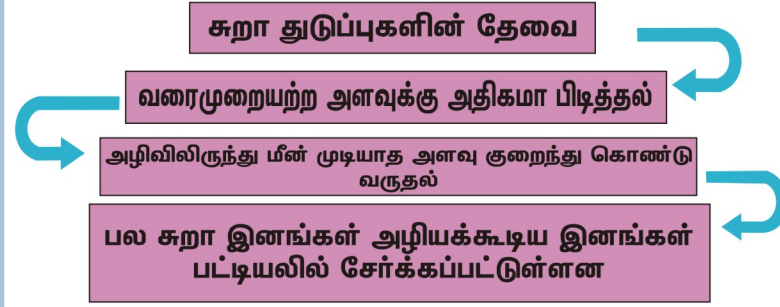 சுறா துடுப்புகளின் தேவை
வரைமுறையற்ற அளவுக்கு அதிகமா பிடித்தல்
அழிவிலிருந்து மீன் முடியாத அளவு குறைந்து கொண்டு
வருதல்
பல சுறா இனங்கள் அழியக்கூடிய இனங்கள்
பட்டியலில் சேர்க்கப்பட்டுள்ளன